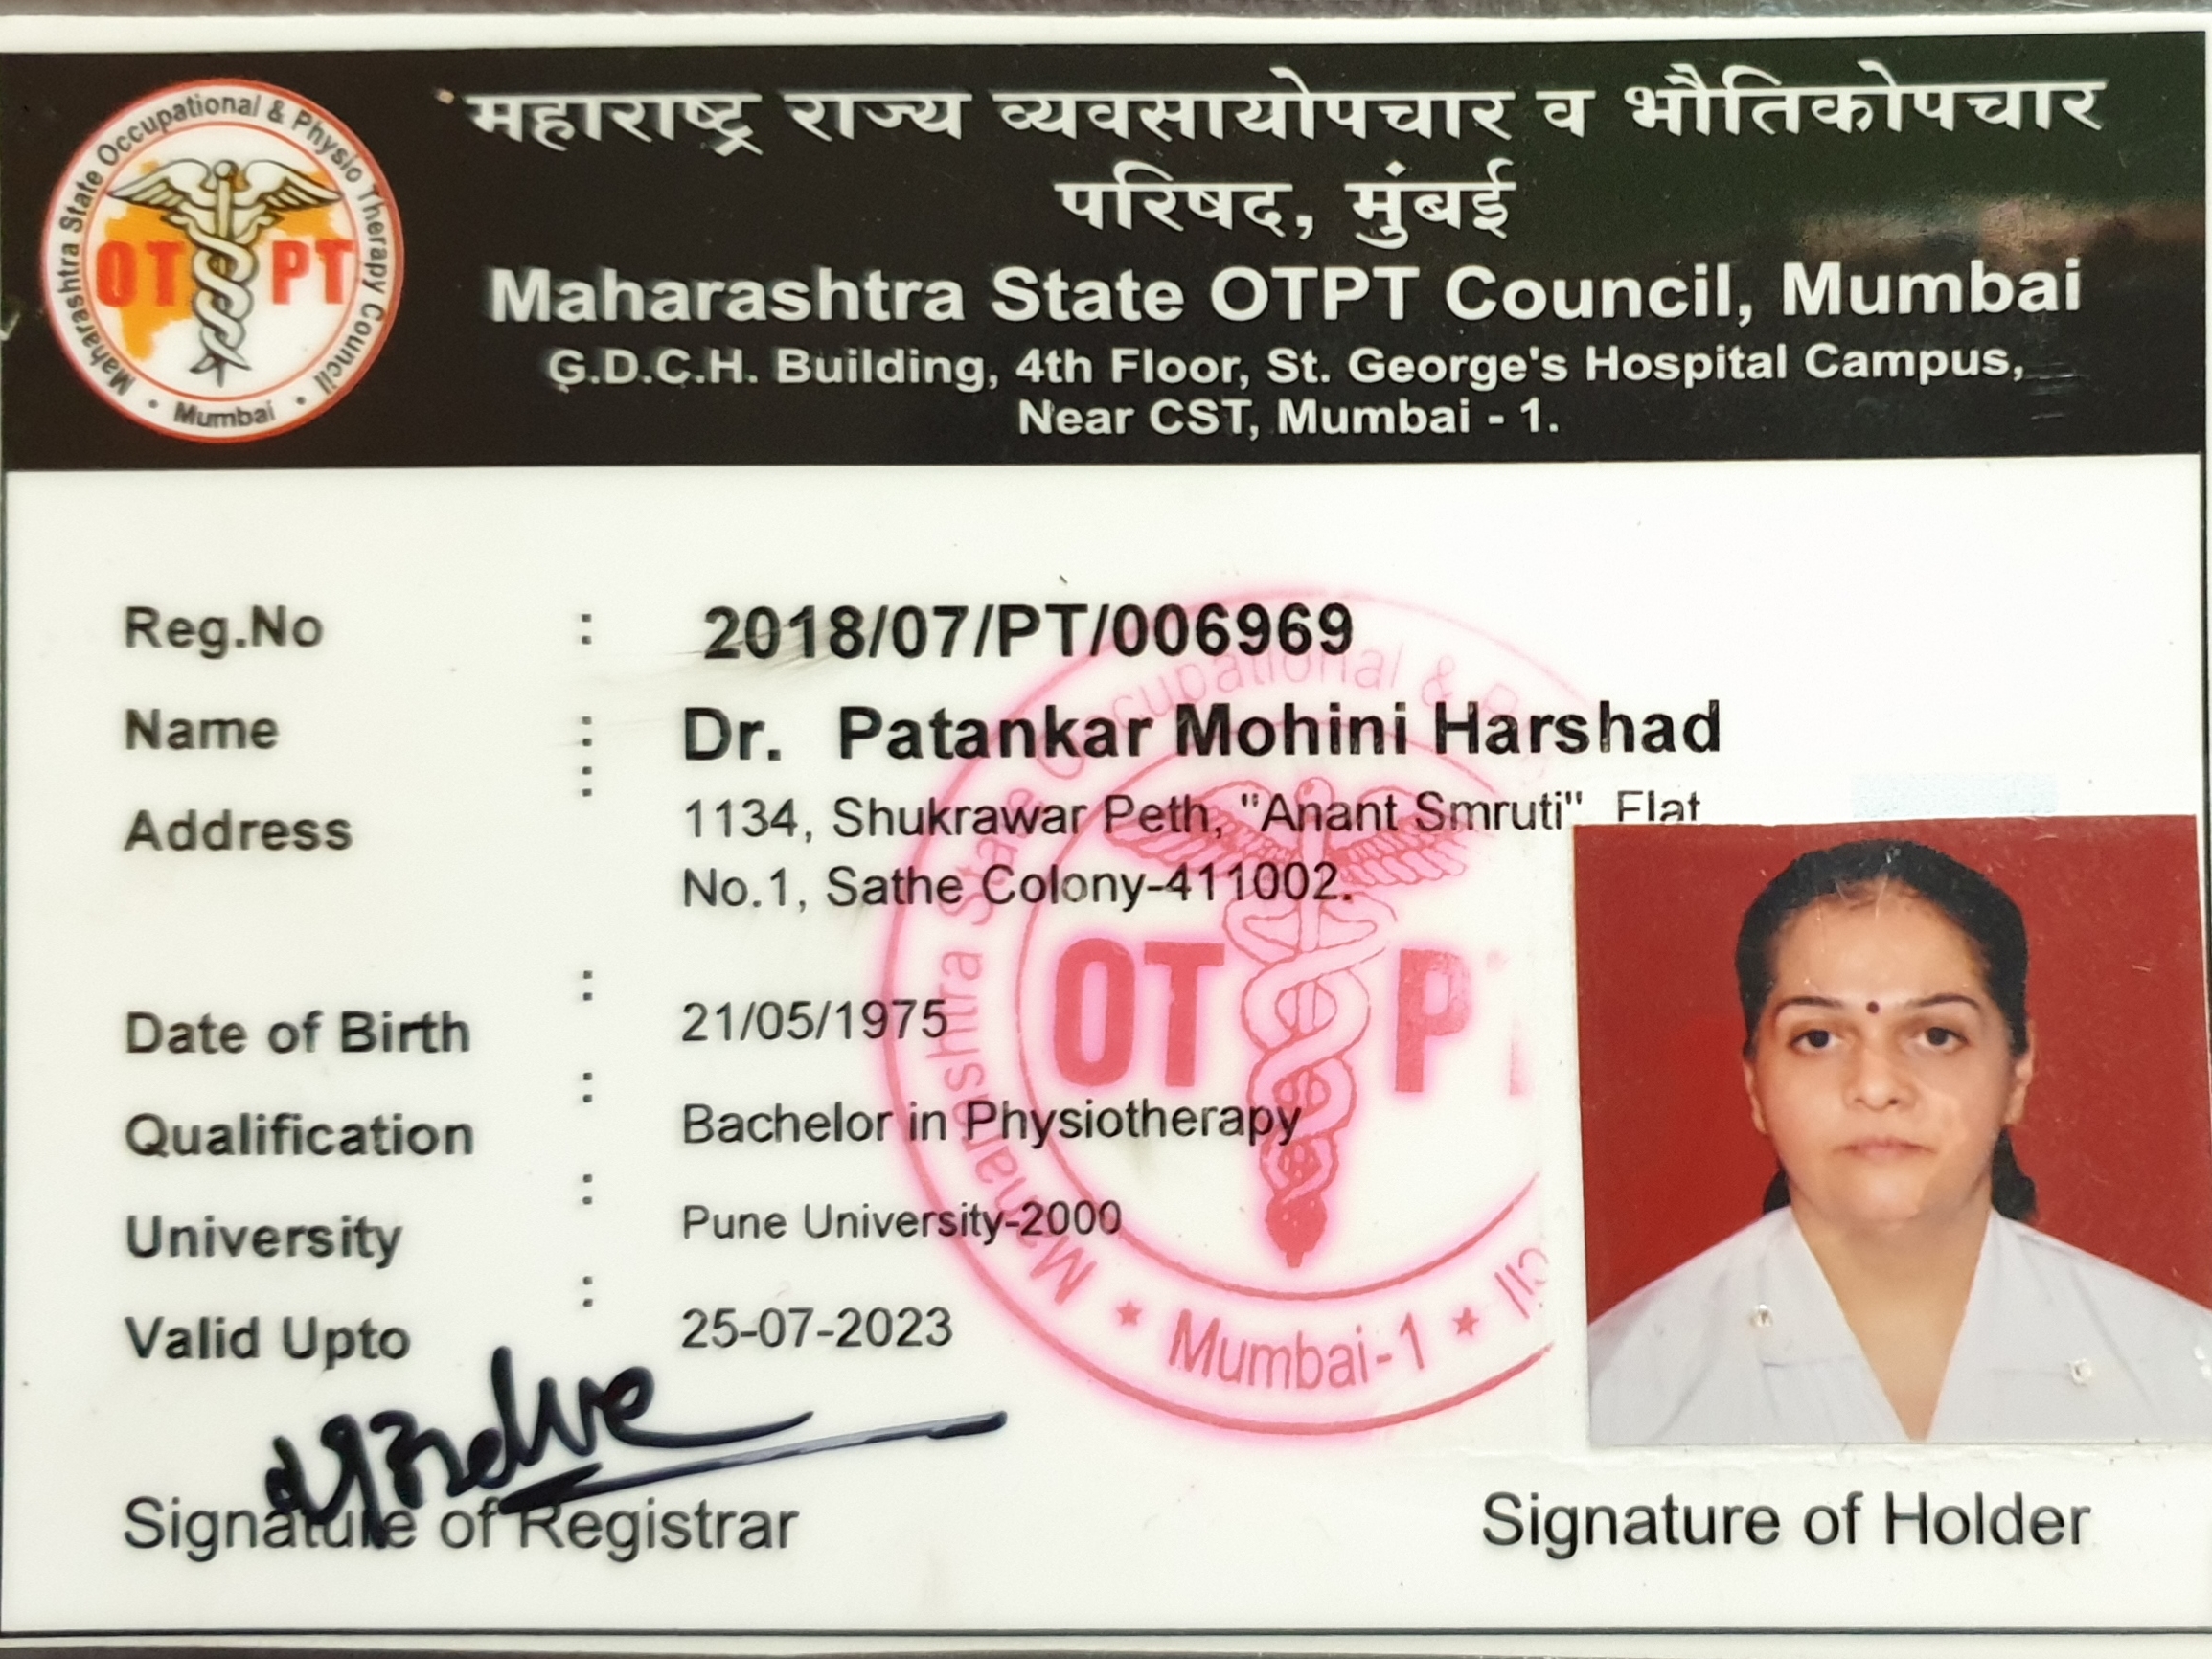 महाराष्ट्र राज्य व्यवसायोपचार व भौतिकोपचार
परिषद, मुंबई
Maharashtra State OTPT Council, Mumbai
G.D.C.H. Building, 4th Floor, St. George's Hospital Campus,
Near CST, Mumbai - 1.
Maharashtra State Occupational & Physio Therapy Council
• Mumbai •
OT PT
Reg.No : 2018/07/PT/006969
Name : Dr. Patankar Mohini Harshad
Address : 1134, Shukrawar Peth, "Anant Smruti" Flat
No.1, Sathe Colony-411002.
Date of Birth : 21/05/1975
Qualification : Bachelor in Physiotherapy
University : Pune University-2000
Valid Upto : 25-07-2023
Maharashtra State Occupational &
OT P
★ Mumbai-1 ★
Signature of Registrar
Signature of Holder